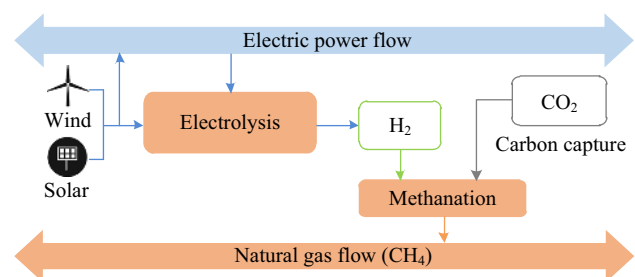 Electric power flow
Wind
Solar
Electrolysis
H₂
CO₂
Carbon capture
Methanation
Natural gas flow (CH₄)